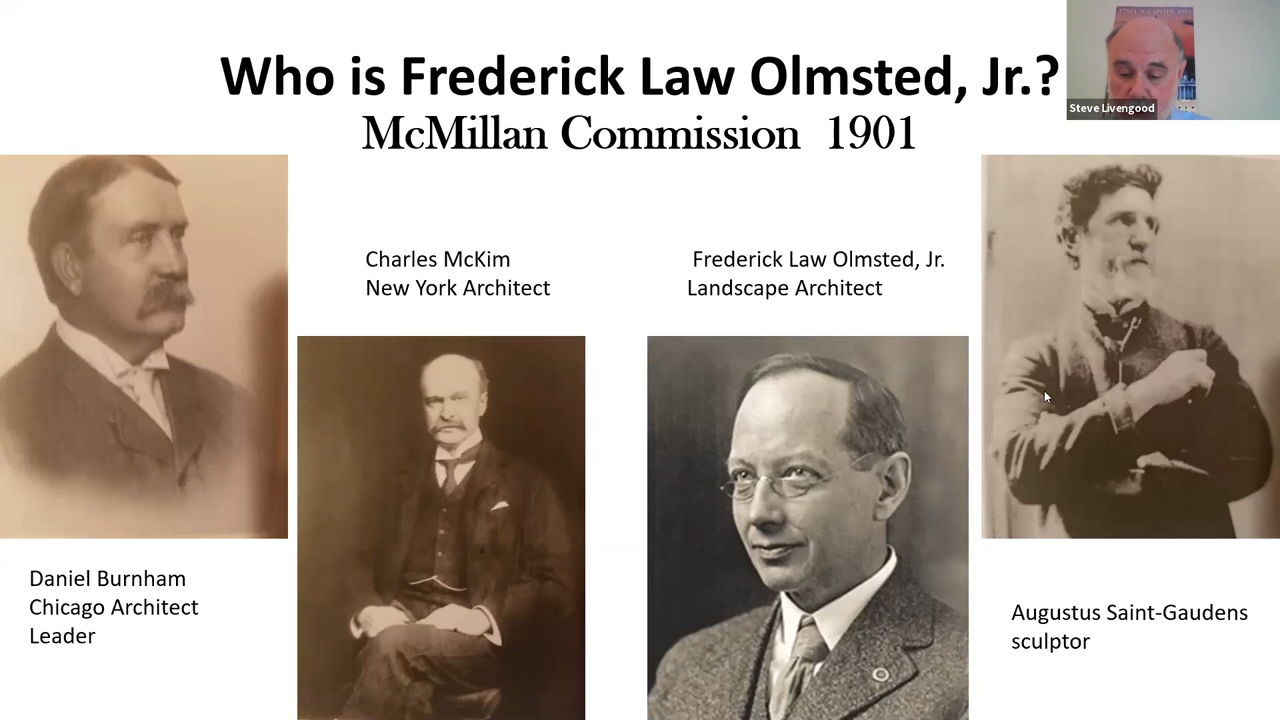 Who is Frederick Law Olmsted, Jr.?
McMillan Commission 1901
Steve Livengood
Charles McKim
New York Architect
Frederick Law Olmsted, Jr.
Landscape Architect
Daniel Burnham
Chicago Architect
Leader
Augustus Saint-Gaudens
sculptor